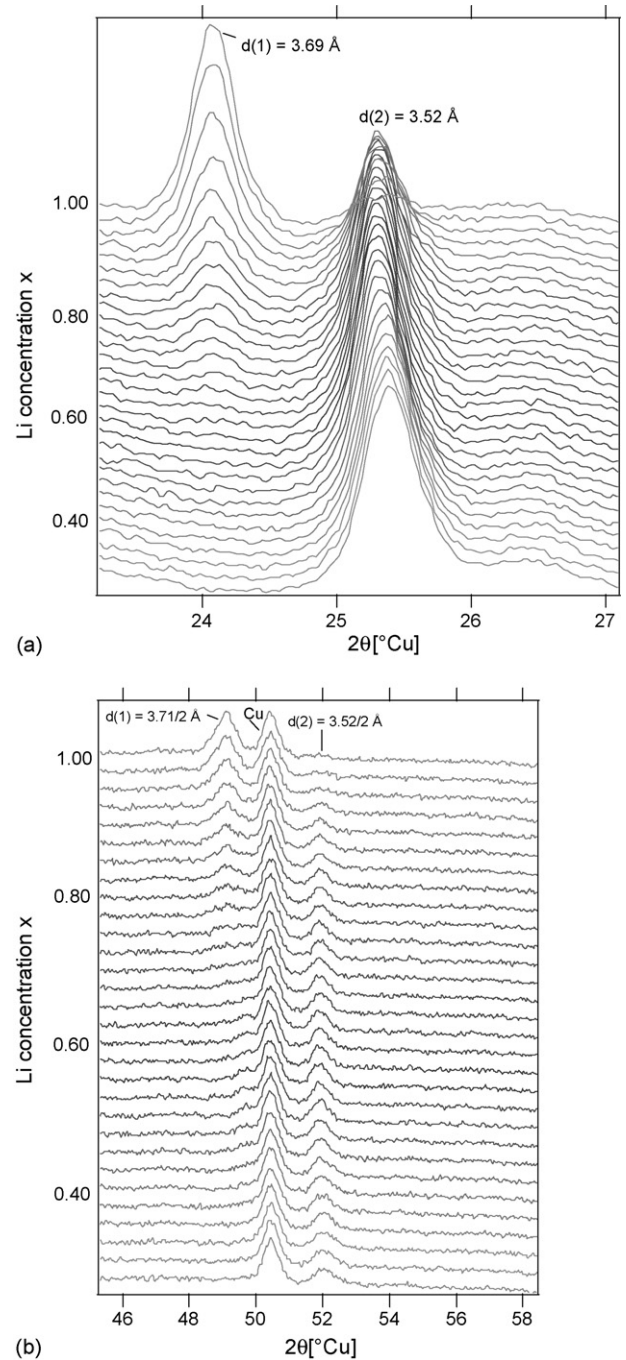 d(1) = 3.69 Å
d(2) = 3.52 Å
1.00
0.80
0.60
0.40
Li concentration x
24 25 26 27
(a) 2θ[°Cu]
d(1) = 3.71/2 Å Cu d(2) = 3.52/2 Å
1.00
0.80
0.60
0.40
Li concentration x
46 48 50 52 54 56 58
(b) 2θ[°Cu]